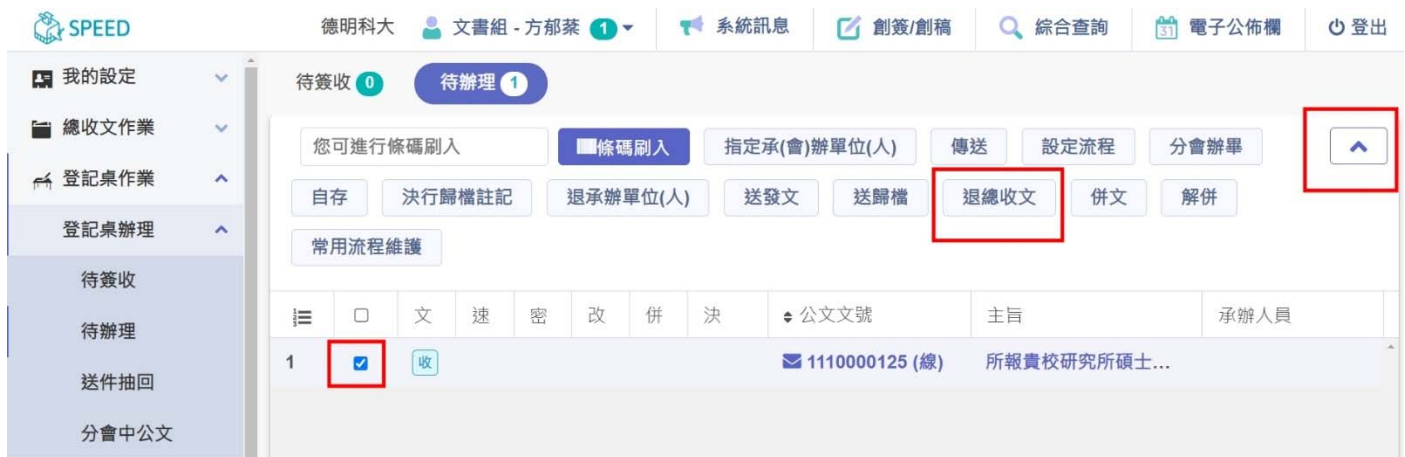 SPEED 德明科大 文書組 - 方郁棻 1 系統訊息 創簽/創稿 綜合查詢 31 電子公佈欄 登出
我的設定
總收文作業
登記桌作業
登記桌辦理
待簽收
待辦理
送件抽回
分會中公文
待簽收 0 待辦理 1
您可進行條碼刷入 條碼刷入 指定承(會)辦單位(人) 傳送 設定流程 分會辦畢
自存 決行歸檔註記 退承辦單位(人) 送發文 送歸檔 退總收文 併文 解併
常用流程維護
文 速 密 改 併 決 公文文號 主旨 承辦人員
1 收 1110000125 (線) 所報貴校研究所碩士...